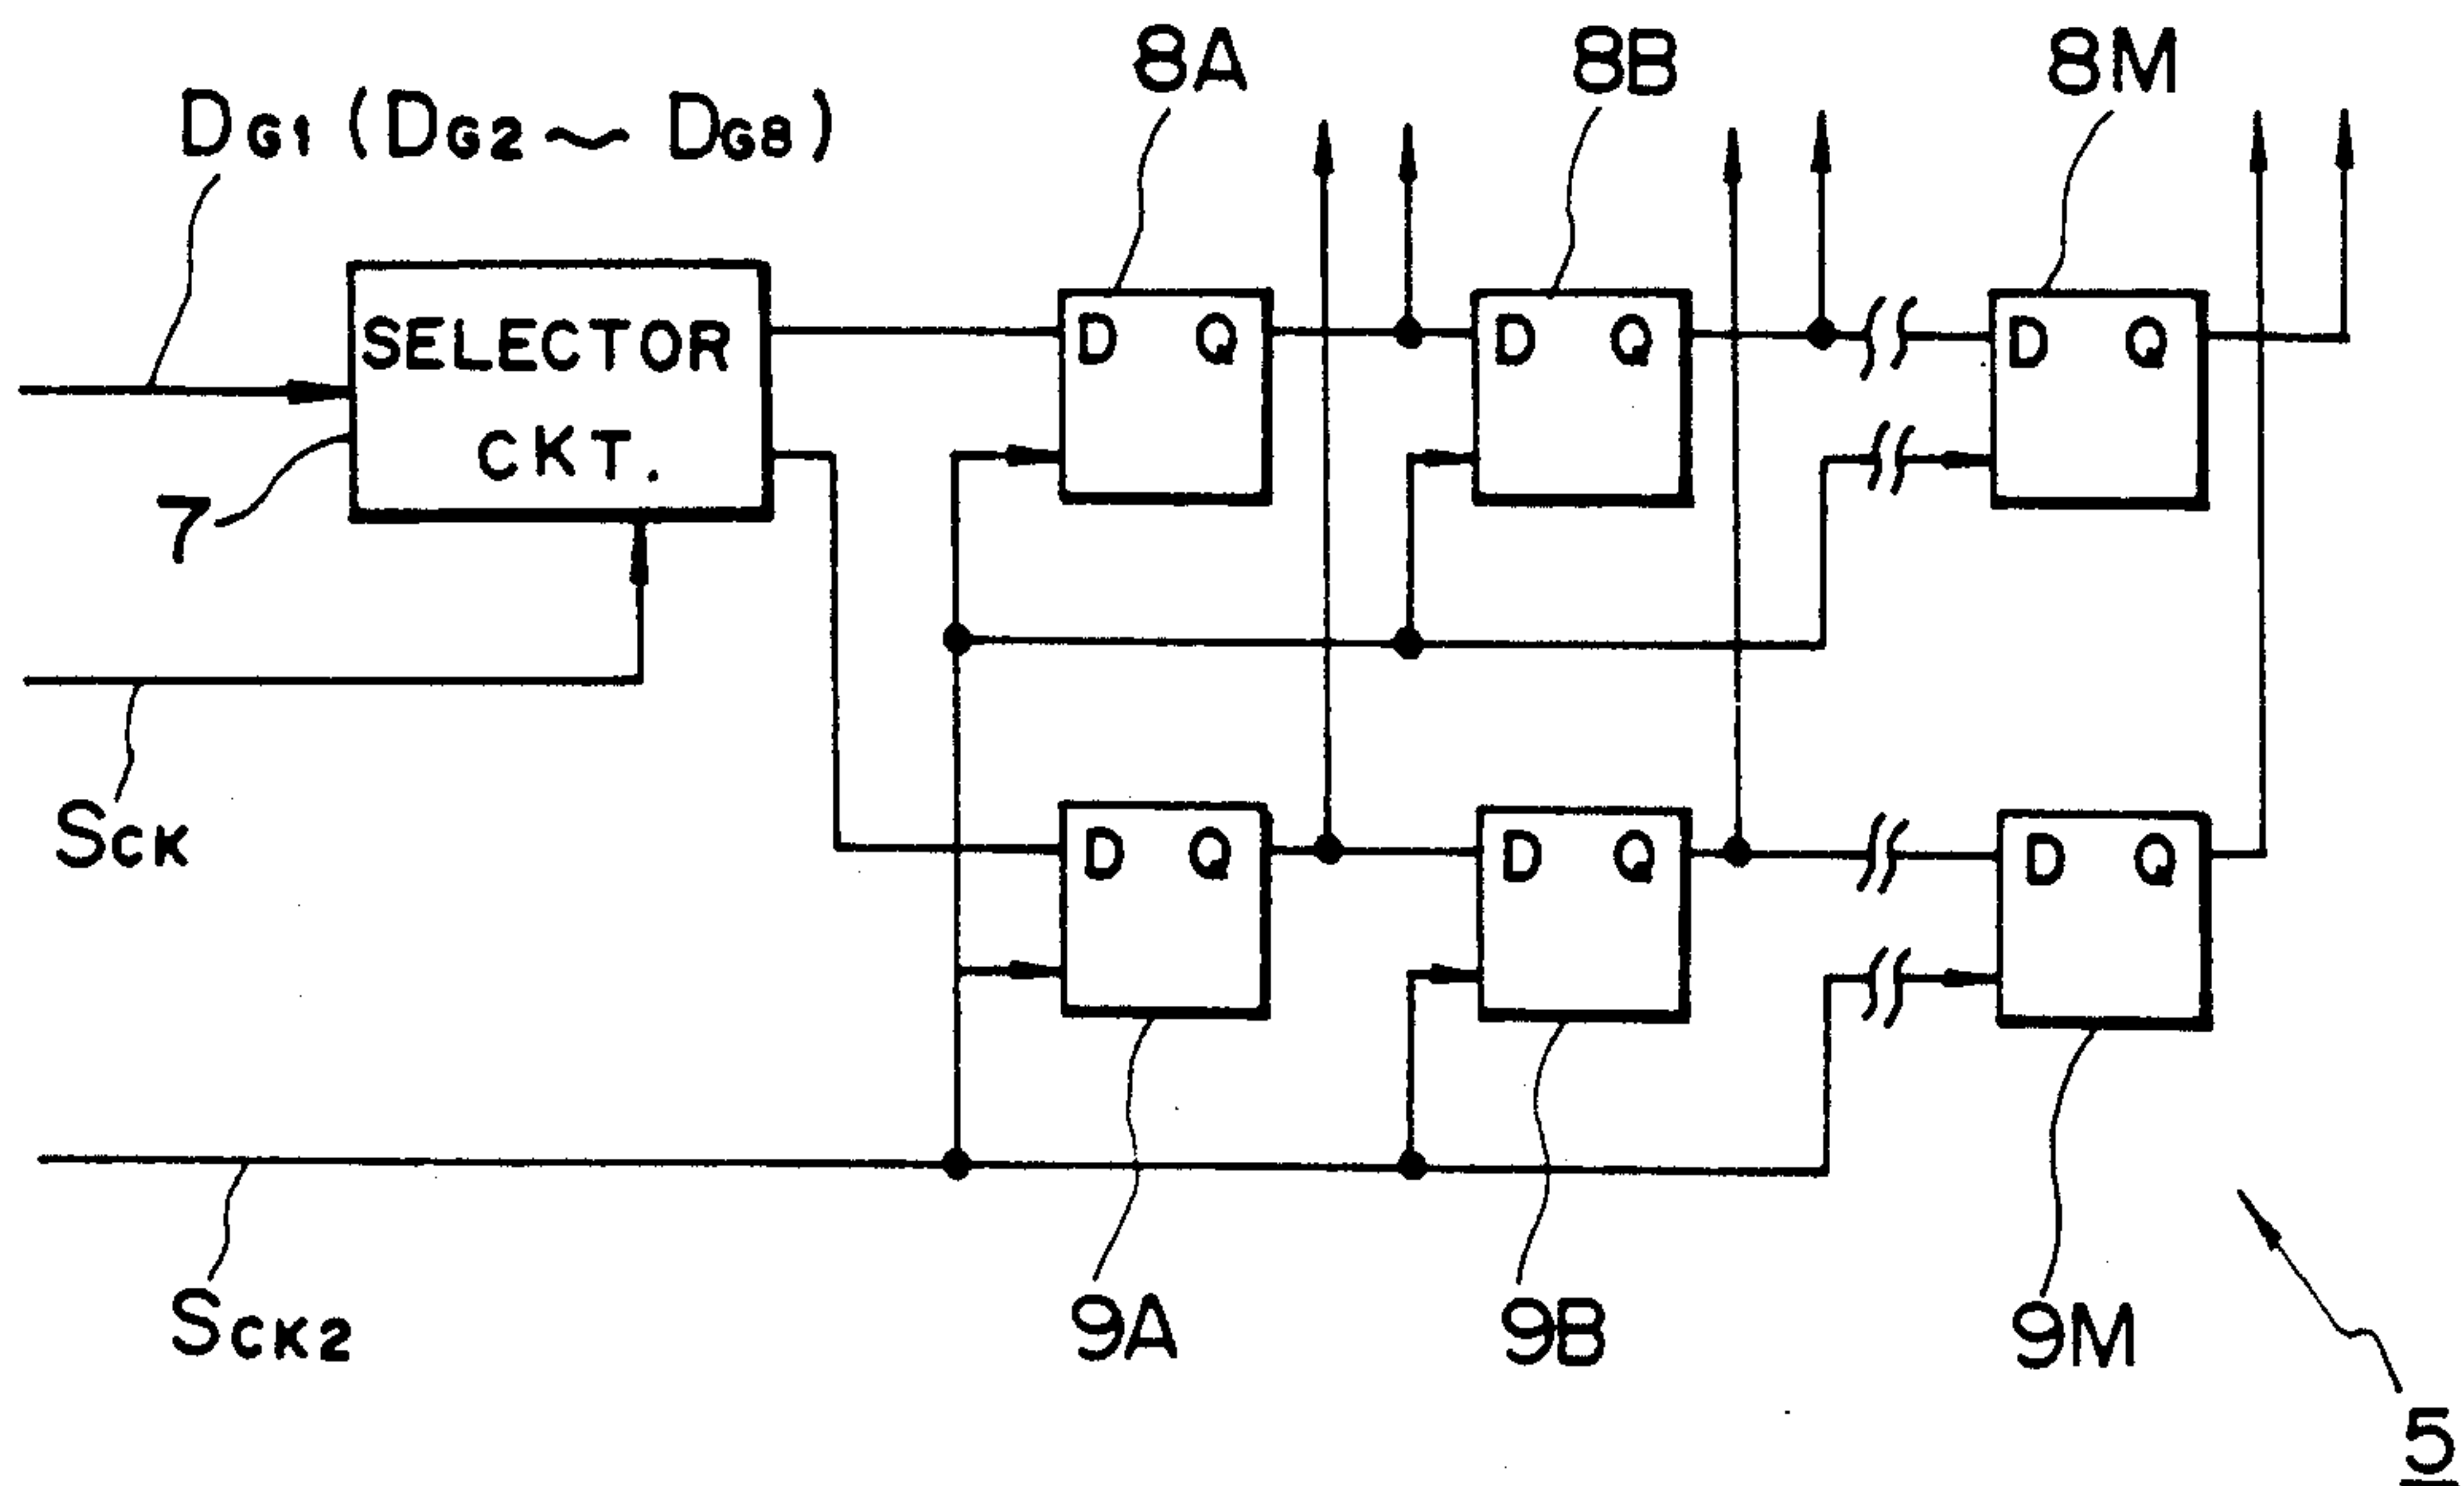 8A 8B 8M
DG1 (DG2 ~ DG8)
SELECTOR
CKT.
7
D Q D Q D Q
SCK
D Q D Q D Q
SCK2
9A 9B 9M
5